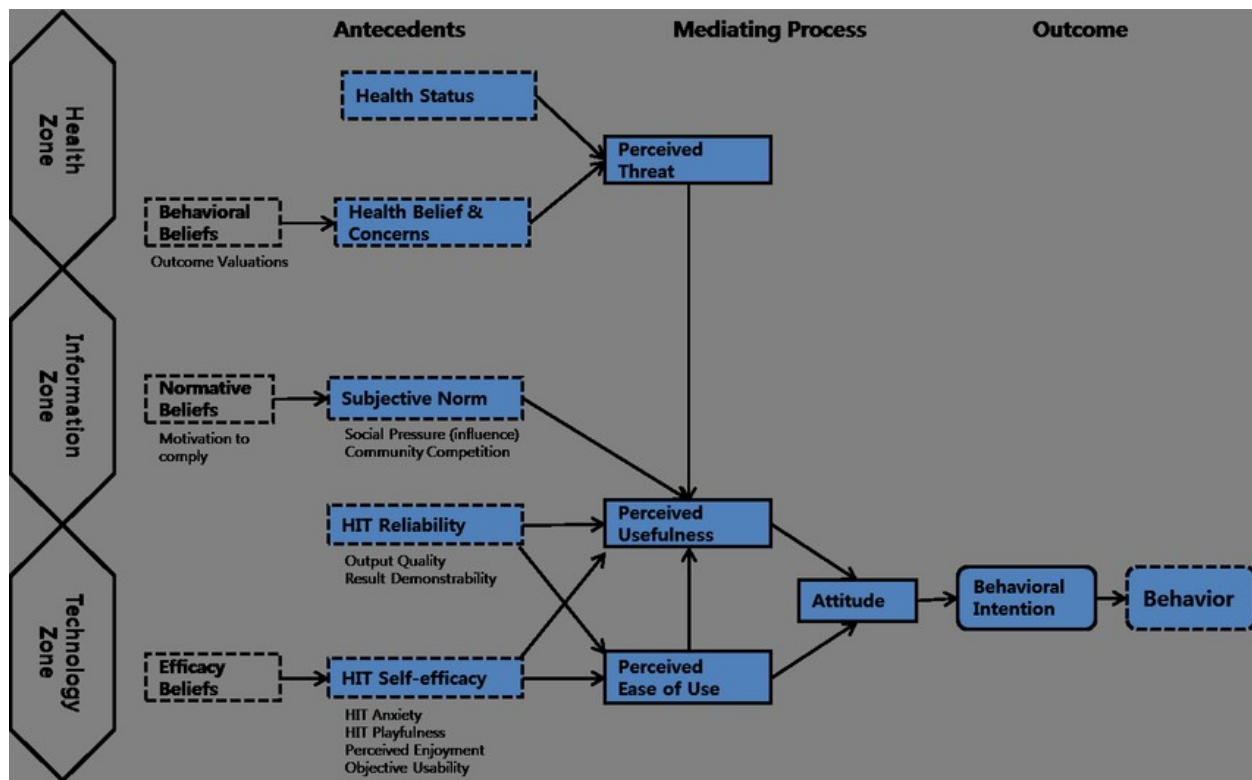 Antecedents
Mediating Process
Outcome
Health
Zone
Health Status
Perceived
Threat
Behavioral
Beliefs
Outcome Valuations
Health Belief &
Concerns
Information
Zone
Normative
Beliefs
Motivation to
comply
Subjective Norm
Social Pressure (influence)
Community Competition
HIT Reliability
Output Quality
Result Demonstrability
Perceived
Usefulness
Technology
Zone
Efficacy
Beliefs
HIT Self-efficacy
HIT Anxiety
HIT Playfulness
Perceived Enjoyment
Objective Usability
Perceived
Ease of Use
Attitude
Behavioral
Intention
Behavior